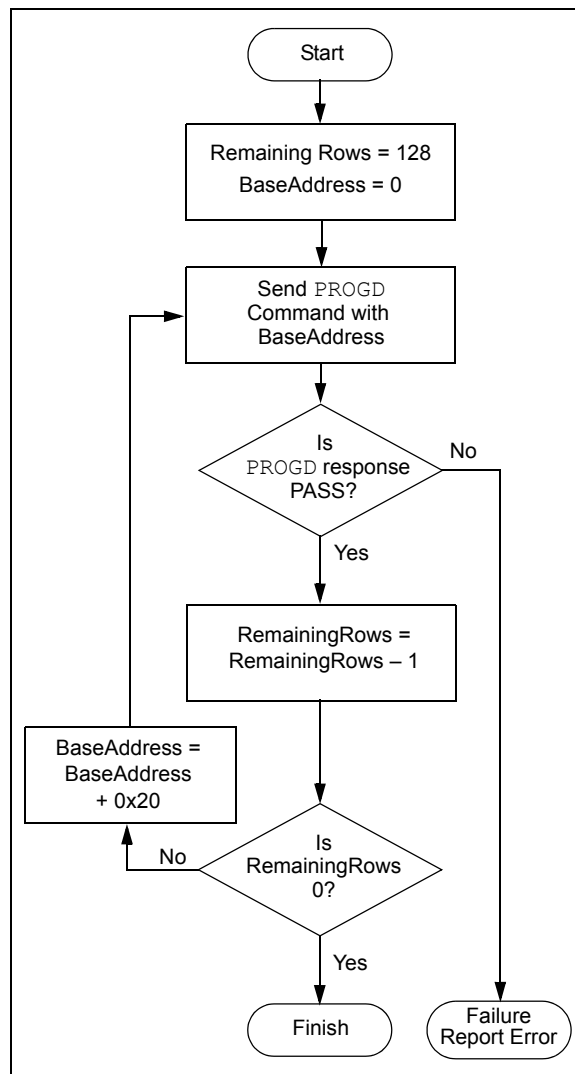 Start
Remaining Rows = 128
BaseAddress = 0
Send PROGD
Command with
BaseAddress
Is
PROGD response
PASS?
No
Yes
RemainingRows =
RemainingRows – 1
BaseAddress =
BaseAddress
+ 0x20
Is
RemainingRows
0?
No
Yes
Finish
Failure
Report Error